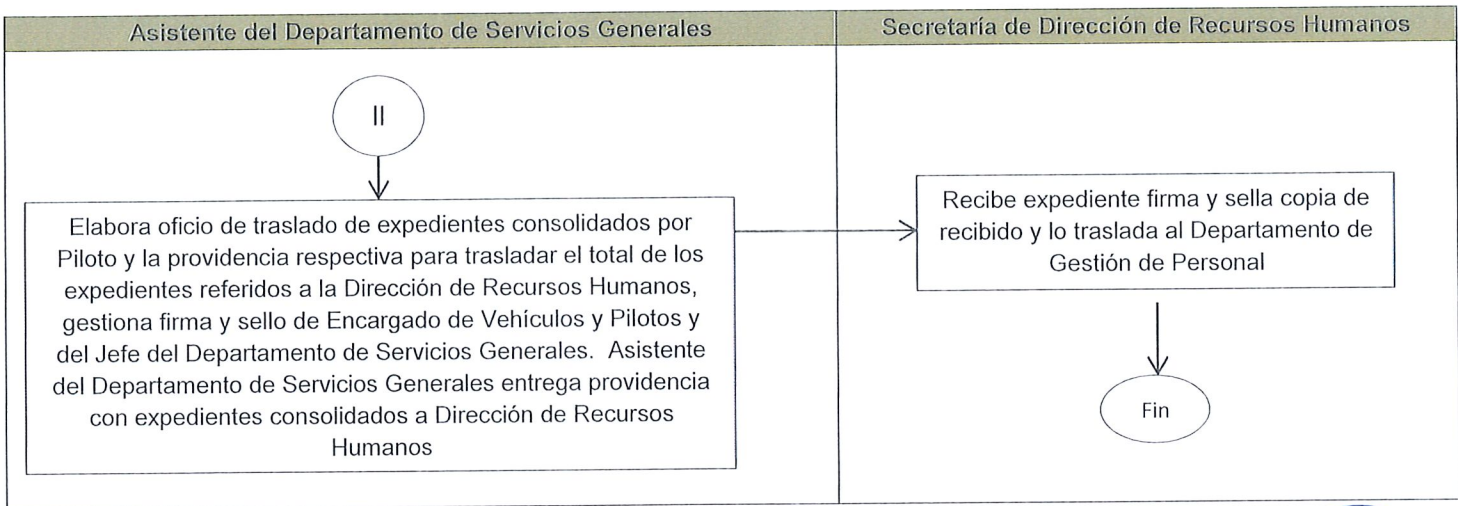 Asistente del Departamento de Servicios Generales
Secretaría de Dirección de Recursos Humanos
II
Elabora oficio de traslado de expedientes consolidados por
Piloto y la providencia respectiva para trasladar el total de los
expedientes referidos a la Dirección de Recursos Humanos,
gestiona firma y sello de Encargado de Vehículos y Pilotos y
del Jefe del Departamento de Servicios Generales. Asistente
del Departamento de Servicios Generales entrega providencia
con expedientes consolidados a Dirección de Recursos
Humanos
Recibe expediente firma y sella copia de
recibido y lo traslada al Departamento de
Gestión de Personal
Fin